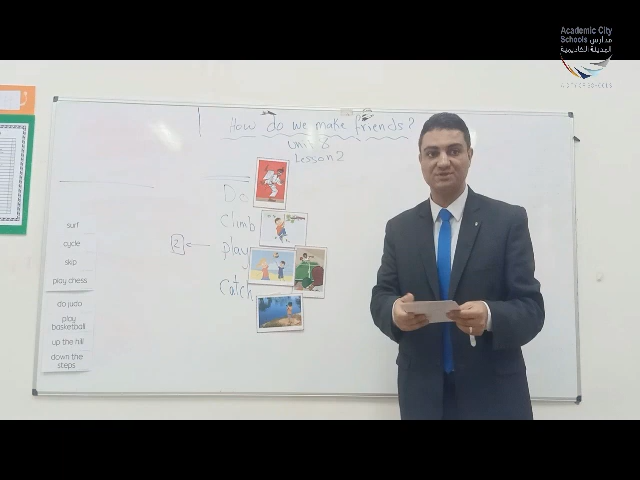 Academic City
Schools مدارس
المدينة الأكاديمية
! How do we make friends?
Unit 8
Lesson 2
Do
Climb
2 ← play
Catch
surf
cycle
skip
play chess
do judo
play
basketball
up the hill
down the
steps